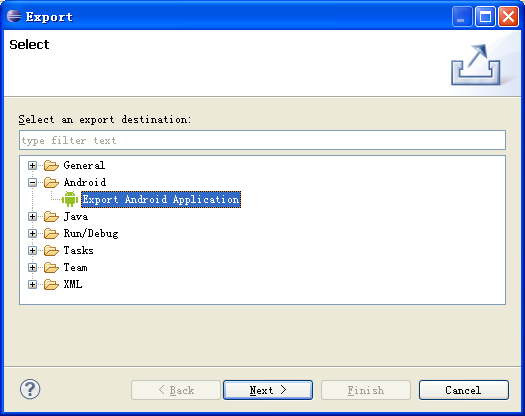 Export
Select
Select an export destination:
type filter text
General
Android
Export Android Application
Java
Run/Debug
Tasks
Team
XML
?
< Back
Next >
Finish
Cancel